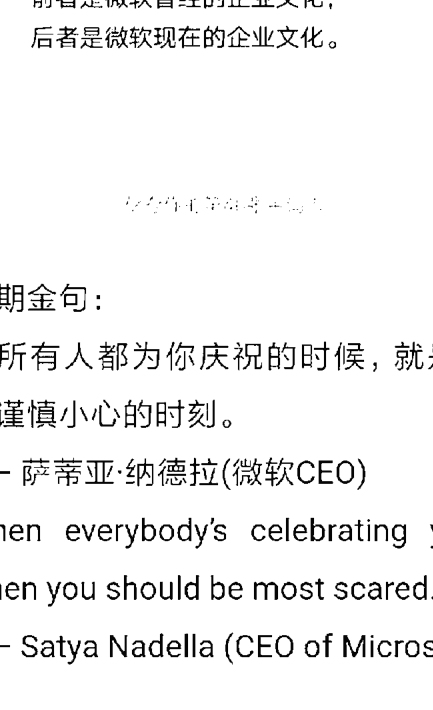 前者是微软曾经的企业文化,
后者是微软现在的企业文化。
期金句:
所有人都为你庆祝的时候, 就是
谨慎小心的时刻。
- 萨蒂亚·纳德拉(微软CEO)
hen everybody's celebrating y
hen you should be most scared.
- Satya Nadella (CEO of Micros